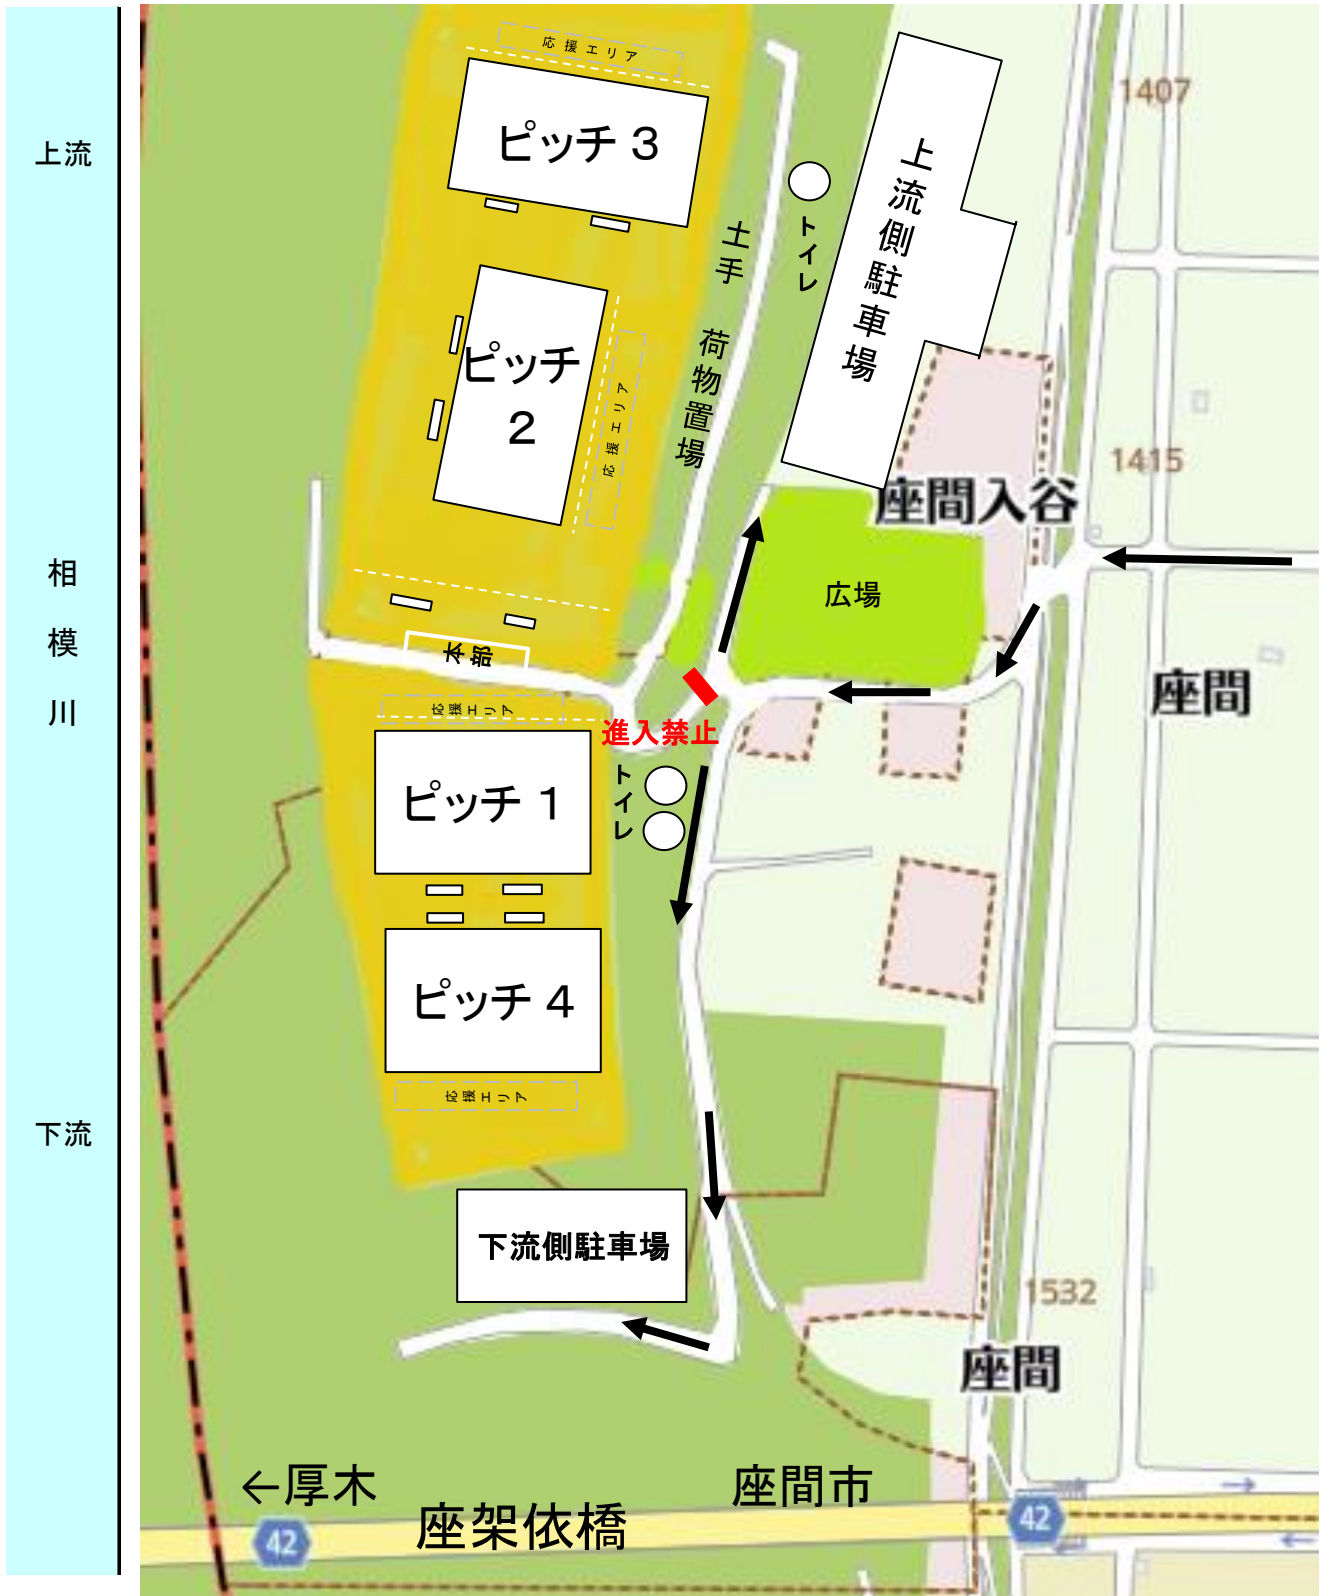 上流
相
模
川
下流
応援エリア
ピッチ 3
1407
上流側駐車場
トイレ
土手
荷物置場
ピッチ
2
応援エリア
1415
座間入谷
広場
本部
座間
応援エリア
進入禁止
トイレ
ピッチ 1
ピッチ 4
応援エリア
下流側駐車場
1532
座間
←厚木
座間市
座架依橋
42
42